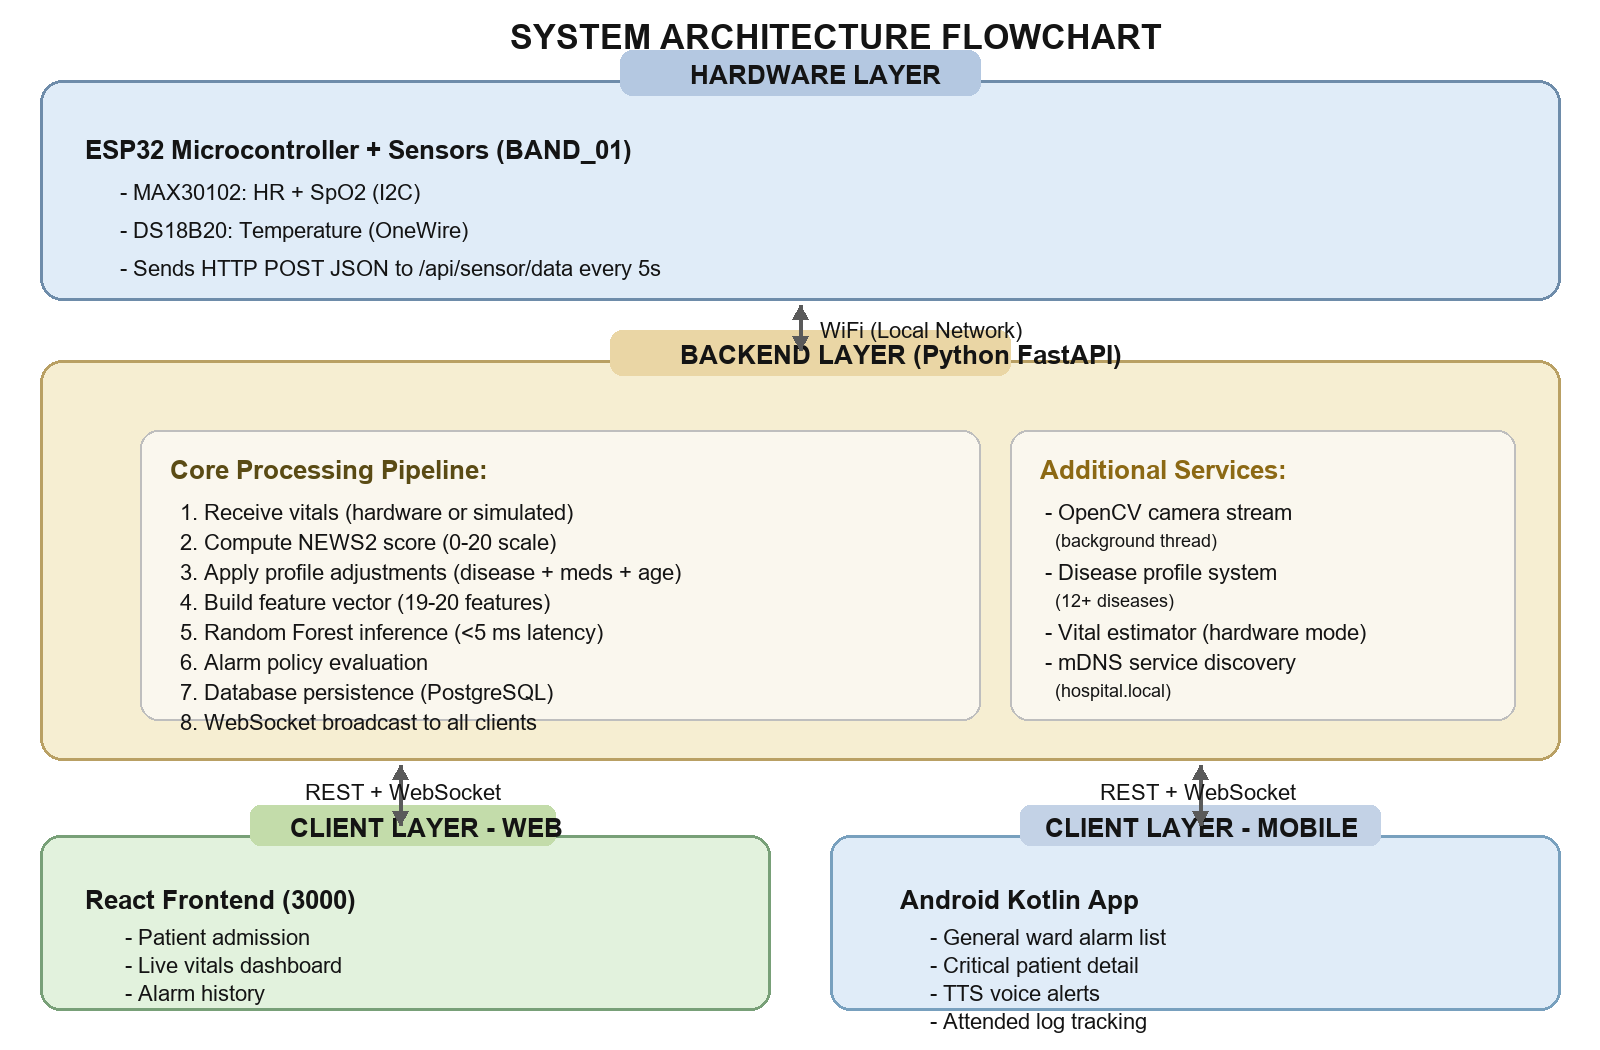 SYSTEM ARCHITECTURE FLOWCHART
HARDWARE LAYER
ESP32 Microcontroller + Sensors (BAND_01)
- MAX30102: HR + SpO2 (I2C)
- DS18B20: Temperature (OneWire)
- Sends HTTP POST JSON to /api/sensor/data every 5s
WiFi (Local Network)
BACKEND LAYER (Python FastAPI)
Core Processing Pipeline:
1. Receive vitals (hardware or simulated)
2. Compute NEWS2 score (0-20 scale)
3. Apply profile adjustments (disease + meds + age)
4. Build feature vector (19-20 features)
5. Random Forest inference (<5 ms latency)
6. Alarm policy evaluation
7. Database persistence (PostgreSQL)
8. WebSocket broadcast to all clients
Additional Services:
- OpenCV camera stream
(background thread)
- Disease profile system
(12+ diseases)
- Vital estimator (hardware mode)
- mDNS service discovery
(hospital.local)
REST + WebSocket
CLIENT LAYER - WEB
React Frontend (3000)
- Patient admission
- Live vitals dashboard
- Alarm history
REST + WebSocket
CLIENT LAYER - MOBILE
Android Kotlin App
- General ward alarm list
- Critical patient detail
- TTS voice alerts
- Attended log tracking